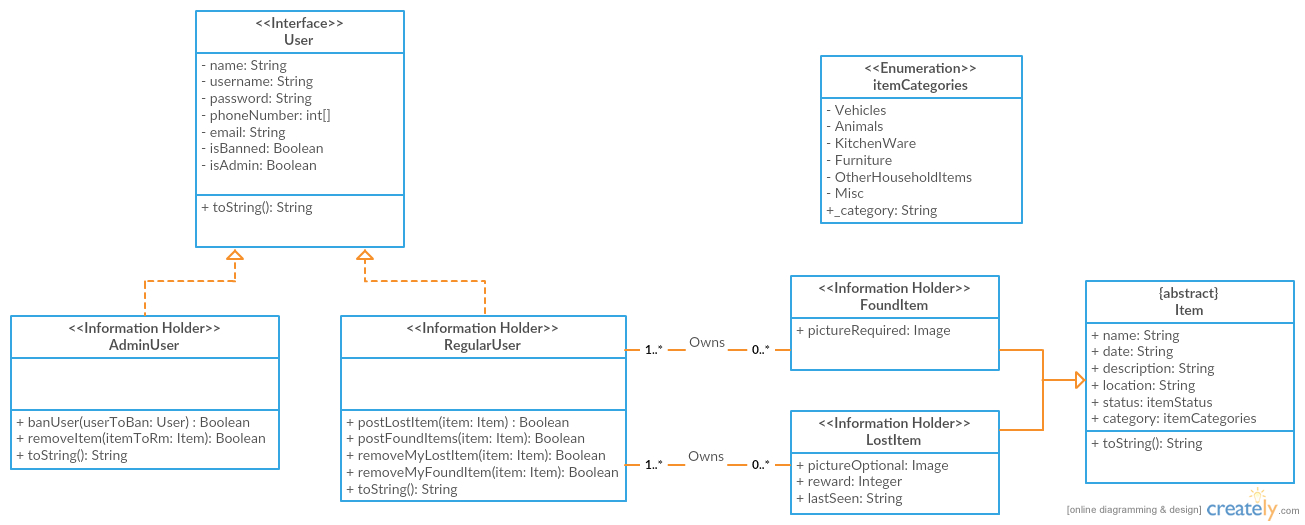 <<Interface>>
User
- name: String
- username: String
- password: String
- phoneNumber: int[]
- email: String
- isBanned: Boolean
- isAdmin: Boolean
+ toString(): String
<<Enumeration>>
itemCategories
- Vehicles
- Animals
- KitchenWare
- Furniture
- OtherHouseholdItems
- Misc
+_category: String
<<Information Holder>>
AdminUser
+ banUser(userToBan: User) : Boolean
+ removeItem(itemToRm: Item): Boolean
+ toString(): String
<<Information Holder>>
RegularUser
+ postLostItem(item: Item) : Boolean
+ postFoundItems(item: Item): Boolean
+ removeMyLostItem(item: Item): Boolean
+ removeMyFoundItem(item: Item): Boolean
+ toString(): String
1..* Owns 0..*
1..* Owns 0..*
<<Information Holder>>
FoundItem
+ pictureRequired: Image
<<Information Holder>>
LostItem
+ pictureOptional: Image
+ reward: Integer
+ lastSeen: String
{abstract}
Item
+ name: String
+ date: String
+ description: String
+ location: String
+ status: itemStatus
+ category: itemCategories
+ toString(): String
[online diagramming & design] creately.com